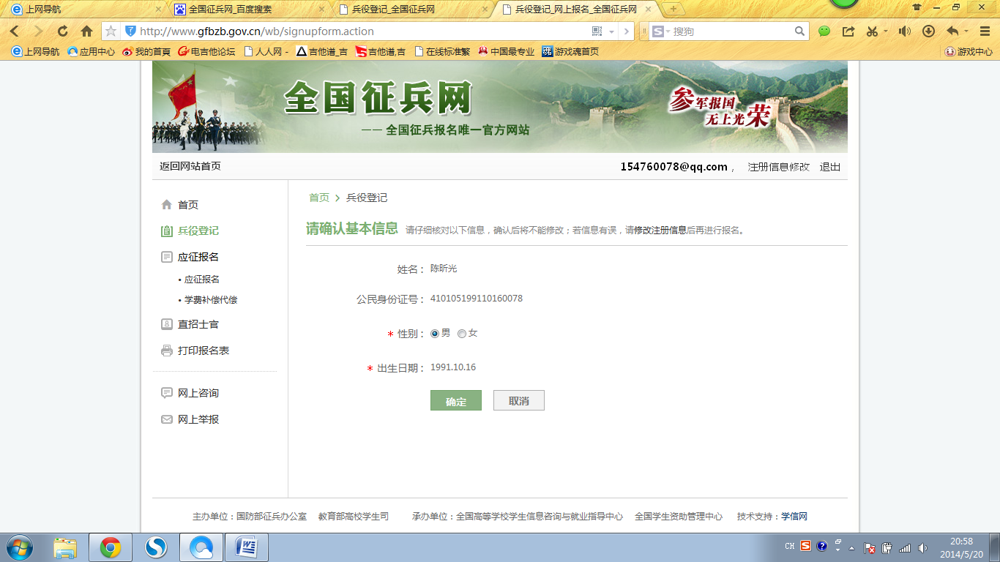 上网导航
全国征兵网_百度搜索
兵役登记_全国征兵网
兵役登记_网上报名_全国征兵网
http://www.gfbzb.gov.cn/wb/signupform.action
搜狗
上网导航 应用中心 我的首页 电吉他论坛 人人网 - 吉他谱_吉 吉他谱,吉 在线标准繁 中国最专业 游戏魂首页 游戏中心
全国征兵网
—— 全国征兵报名唯一官方网站
参军报国
无上光荣
返回网站首页
154760078@qq.com , 注册信息修改 退出
首页
兵役登记
应征报名
• 应征报名
• 学费补偿代偿
直招士官
打印报名表
网上咨询
网上举报
首页 > 兵役登记
请确认基本信息 请仔细核对以下信息，确认后将不能修改；若信息有误，请修改注册信息后再进行报名。
姓名： 陈昕光
公民身份证号： 410105199110160078
* 性别： 男 女
* 出生日期： 1991.10.16
确定 取消
主办单位：国防部征兵办公室 教育部高校学生司 承办单位：全国高等学校学生信息咨询与就业指导中心 全国学生资助管理中心 技术支持：学信网
CH
20:58
2014/5/20